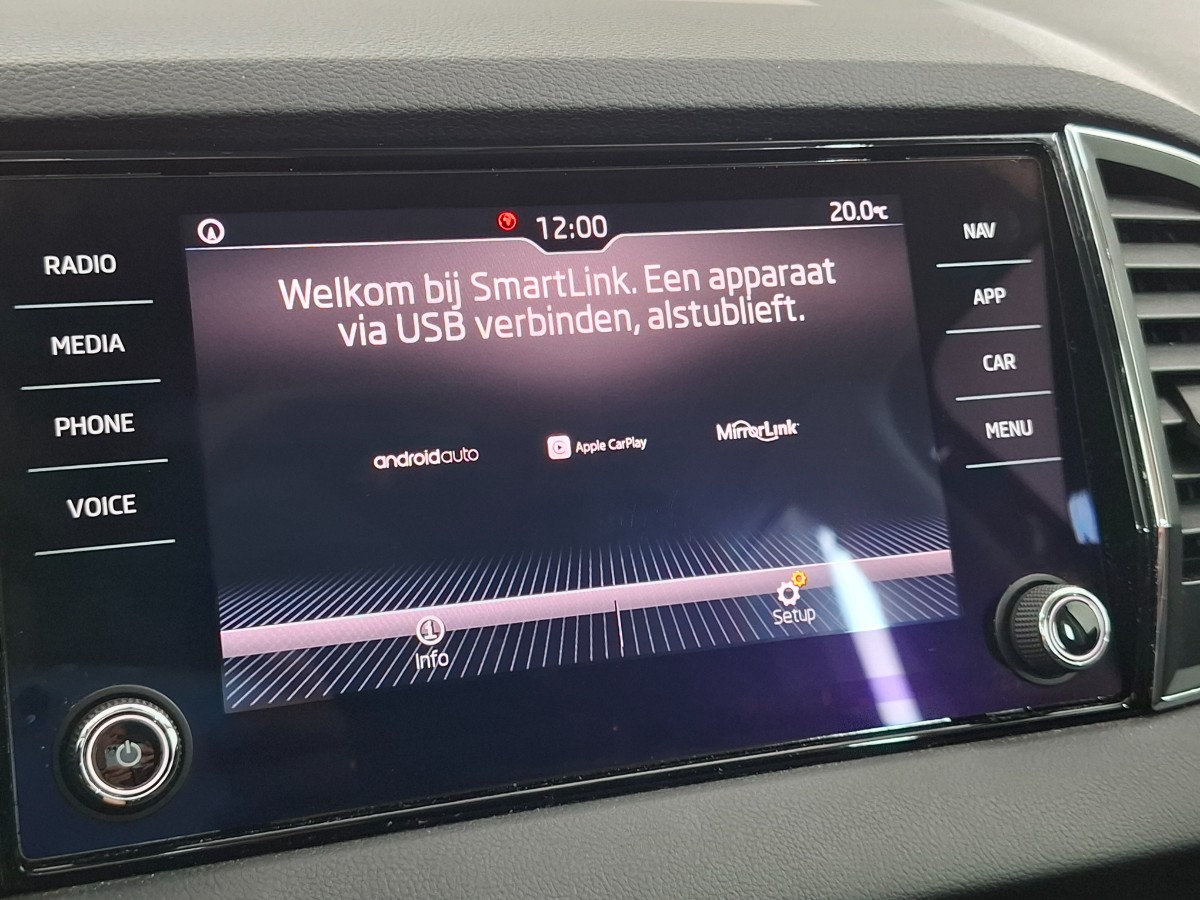 12:00
20.0°C
RADIO
MEDIA
PHONE
VOICE
Welkom bij SmartLink. Een apparaat
via USB verbinden, alstublieft.
androidauto
Apple CarPlay
MirrorLink
Info
Setup
NAV
APP
CAR
MENU